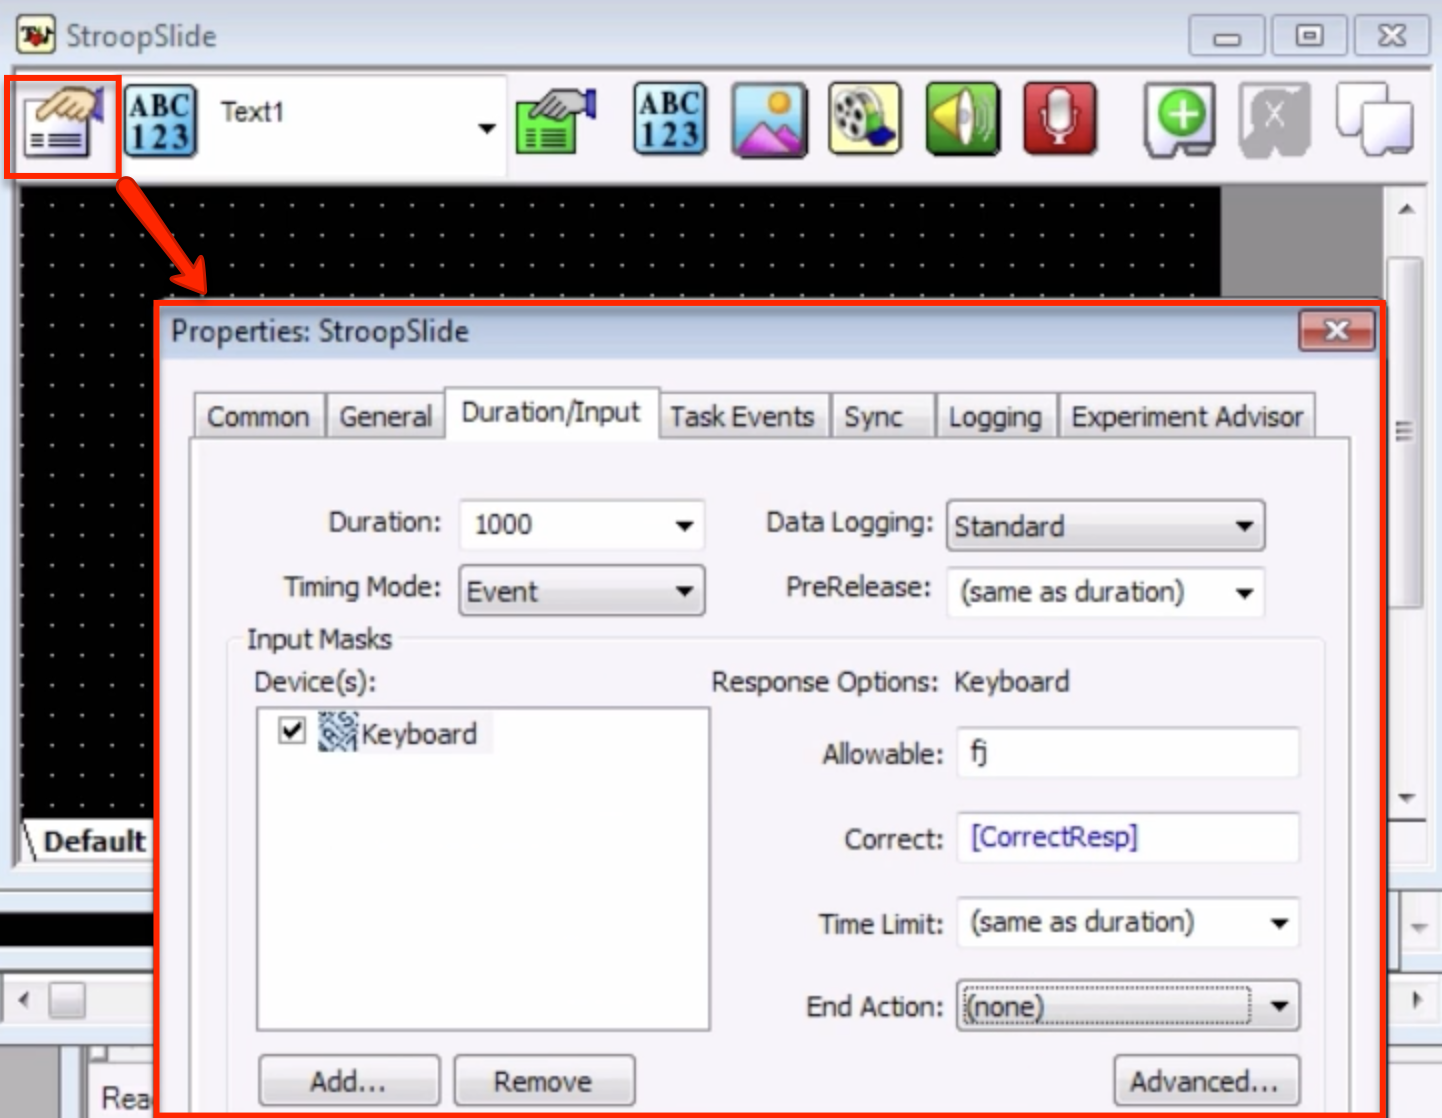 StroopSlide
ABC
123
Text1
ABC
123
X
Properties: StroopSlide
Common General Duration/Input Task Events Sync Logging Experiment Advisor
Duration: 1000 Data Logging: Standard
Timing Mode: Event PreRelease: (same as duration)
Input Masks
Device(s): Response Options: Keyboard
Keyboard
Allowable: fj
Default
Correct: [CorrectResp]
Time Limit: (same as duration)
End Action: (none)
Add... Remove Advanced...